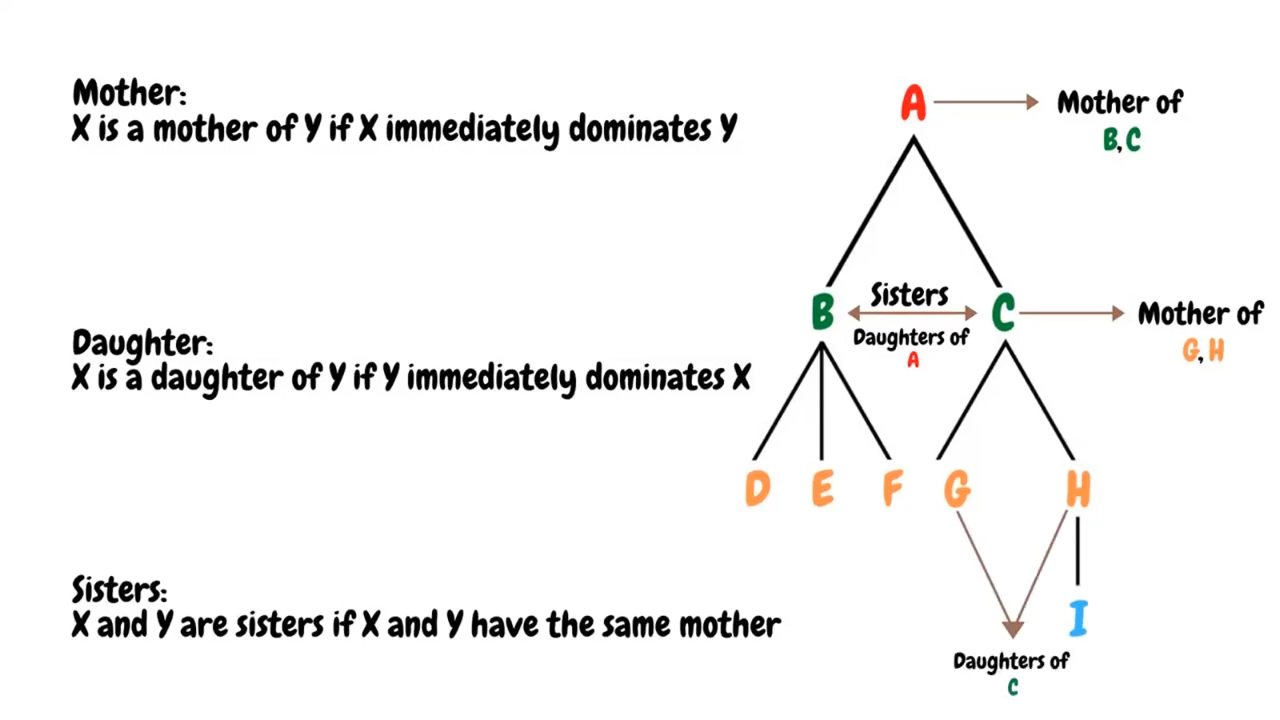 Mother:
X is a mother of Y if X immediately dominates Y
Daughter:
X is a daughter of Y if Y immediately dominates X
Sisters:
X and Y are sisters if X and Y have the same mother
A
Mother of
B, C
B
Sisters
Daughters of
A
C
Mother of
G, H
D E F G H
I
Daughters of
C